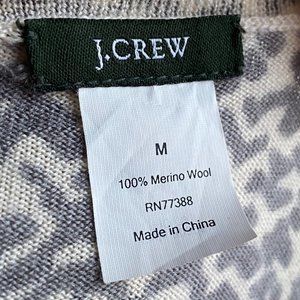 J.CREW
M
100% Merino Wool
RN77388
Made in China